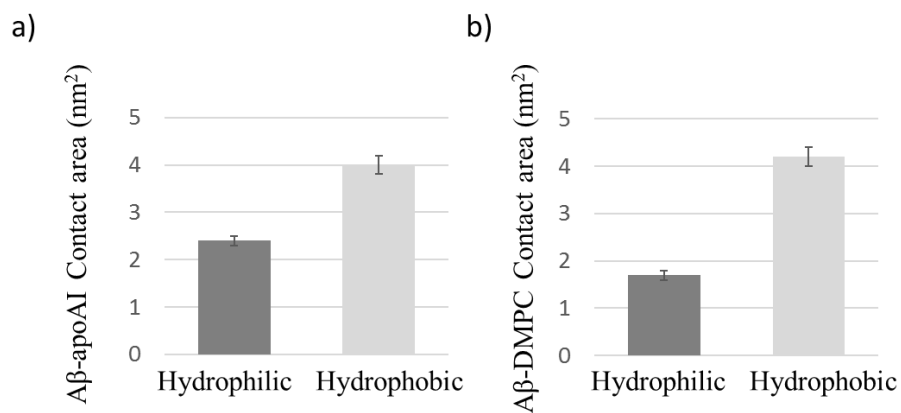 a)
Aβ-apoAI Contact area (nm²)
5
4
3
2
1
0
Hydrophilic Hydrophobic
b)
Aβ-DMPC Contact area (nm²)
5
4
3
2
1
0
Hydrophilic Hydrophobic